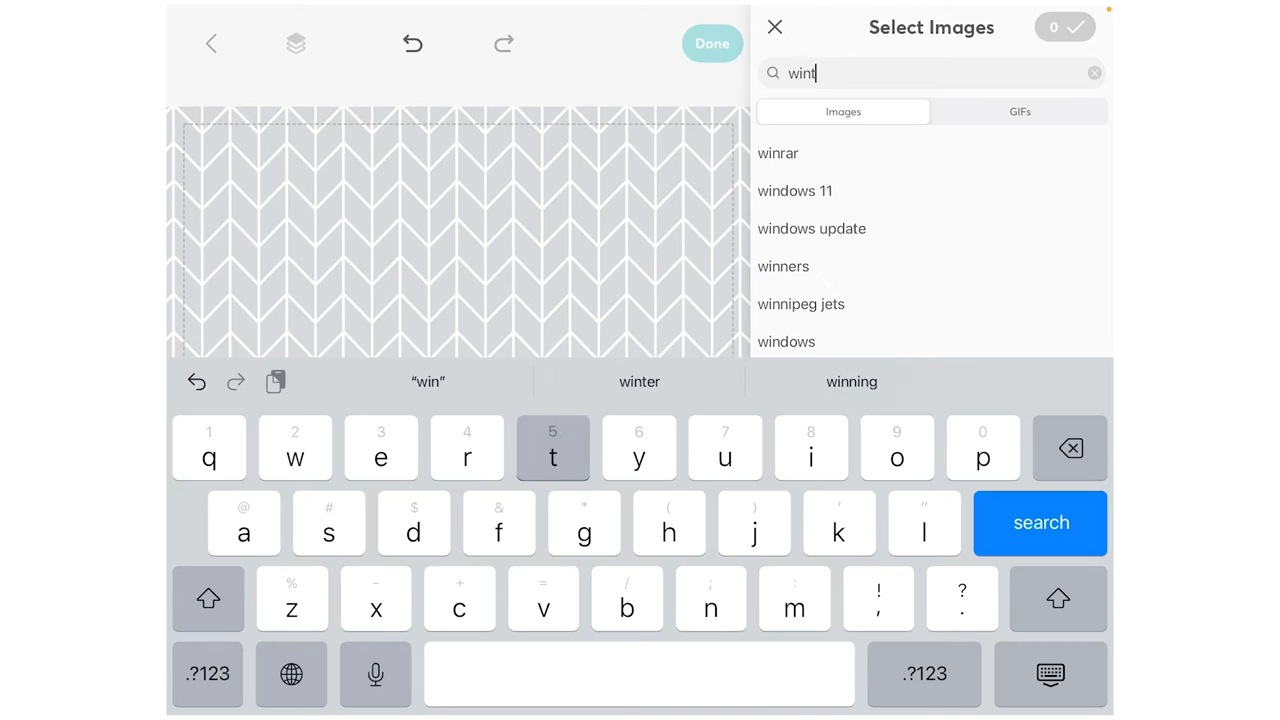 Done
Select Images
0
wint
Images GIFs
winrar
windows 11
windows update
winners
winnipeg jets
windows
“win” winter winning
1 2 3 4 5 6 7 8 9 0
q w e r t y u i o p
@ # $ & * ( ) ‘ “
a s d f g h j k l search
% - + = / ; : ! ?
z x c v b n m , .
.?123 .?123